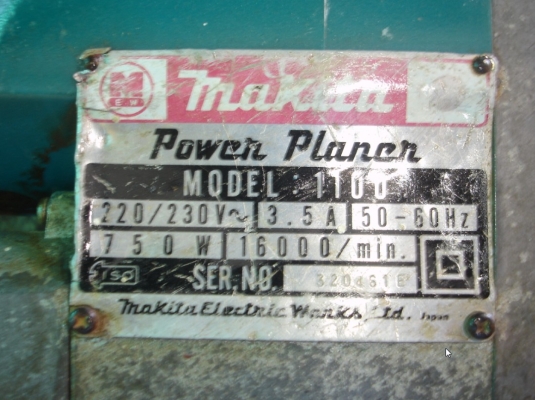 M
E W
Makita
Power Planer
MODEL 1100
220/230V~ 3.5A 50-60Hz
750W 16000/min.
SER.NO.
Makita Electric Works, Ltd. Japan